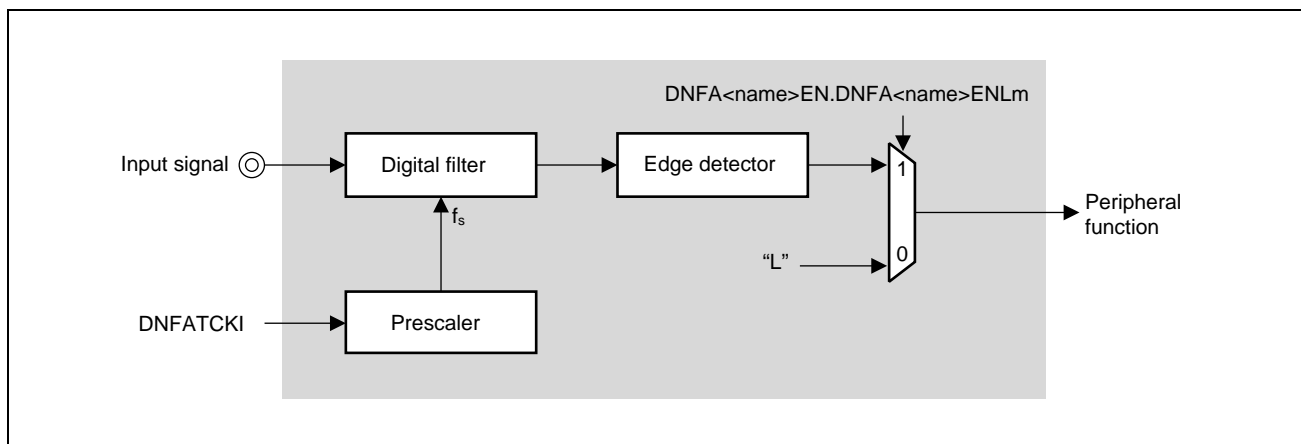 DNFA<name>EN.DNFA<name>ENLm
Input signal
Digital filter
Edge detector
1
fs
Peripheral
function
“L”
0
DNFATCKI
Prescaler